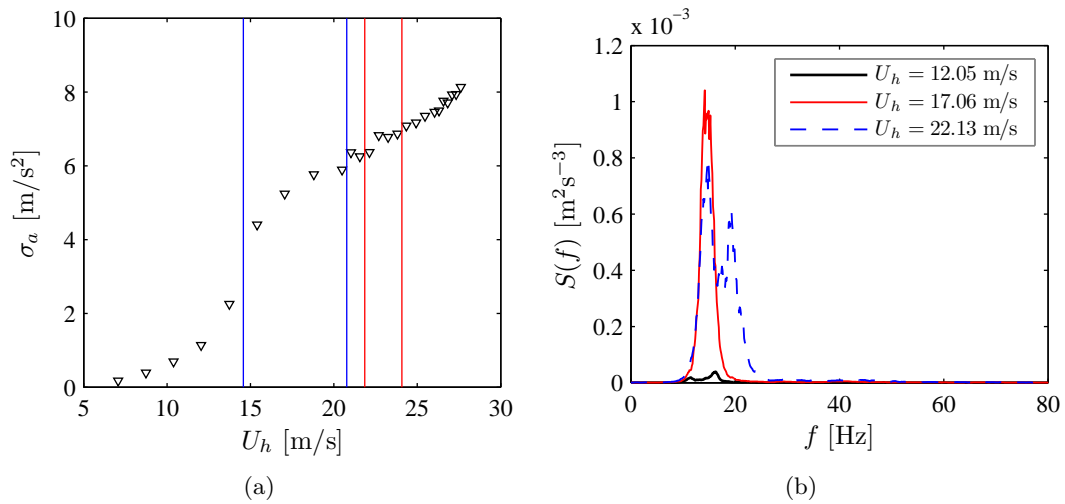 10
8
6
4
2
0
5
10
15
20
25
30
σₐ [m/s²]
U_h [m/s]
(a)
x 10⁻³
1.2
1
0.8
0.6
0.4
0.2
0
0
20
40
60
80
S(f) [m²s⁻³]
f [Hz]
U_h = 12.05 m/s
U_h = 17.06 m/s
U_h = 22.13 m/s
(b)